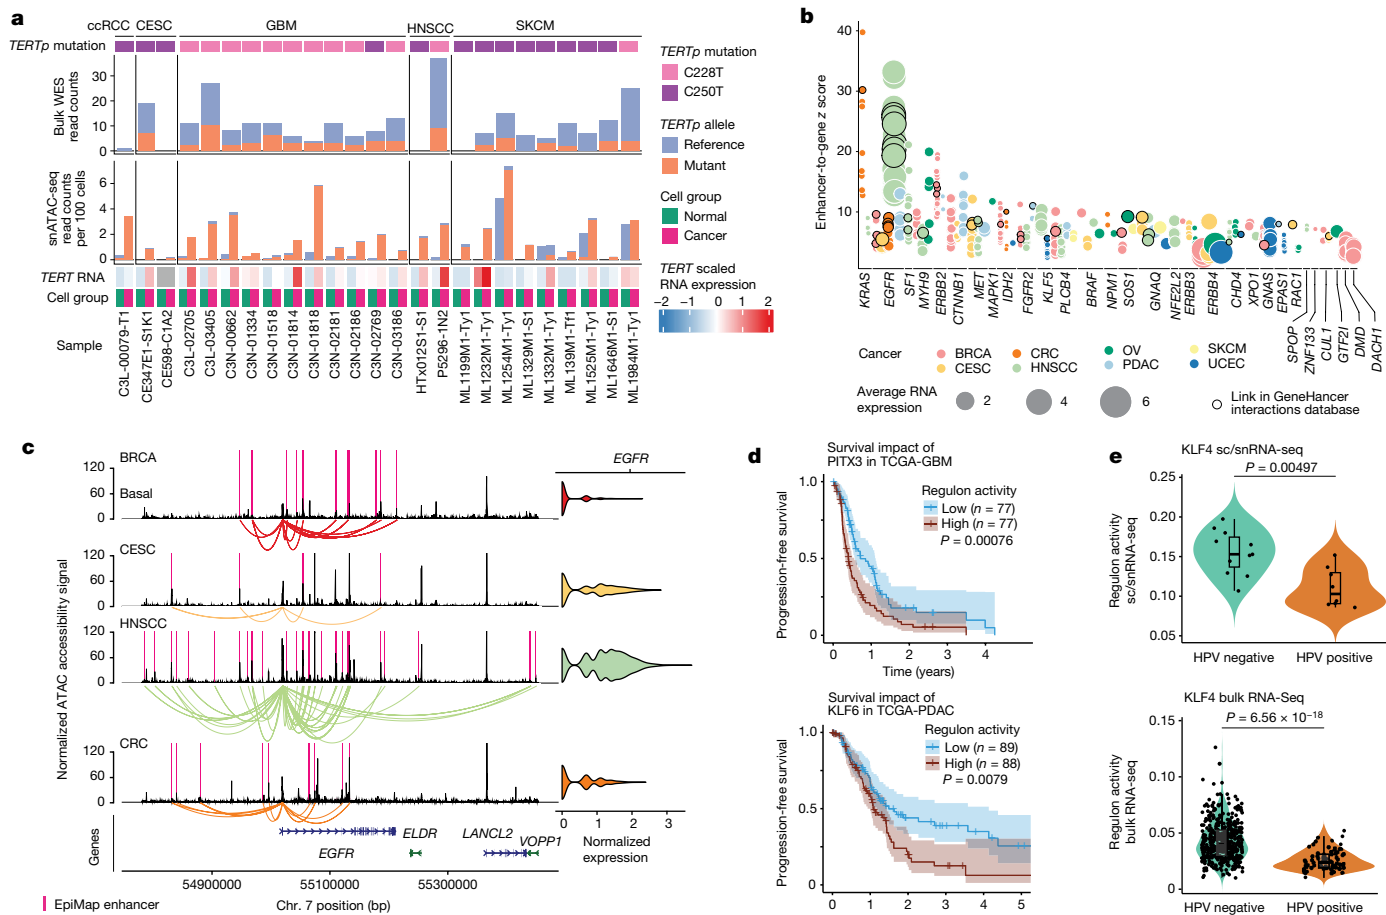 a
ccRCC CESC GBM HNSCC SKCM
TERTp mutation
Bulk WES
read counts
30
20
10
0
snATAC-seq
read counts
per 100 cells
6
4
2
0
TERT RNA
Cell group
Sample
C3L-00079-T1
CE347E1-S1K1
CE598-C1A2
C3L-02705
C3L-03405
C3N-00662
C3N-01334
C3N-01518
C3N-01814
C3N-01818
C3N-02181
C3N-02186
C3N-02769
C3N-03186
HTx012S1-S1
P5296-1N2
ML1199M1-Ty1
ML1232M1-Ty1
ML1254M1-Ty1
ML1329M1-S1
ML1332M1-Ty1
ML139M1-Tf1
ML1525M1-Ty1
ML1646M1-S1
ML1984M1-Ty1
TERTp mutation
C228T
C250T
TERTp allele
Reference
Mutant
Cell group
Normal
Cancer
TERT scaled
RNA expression
−2 −1 0 1 2
b
Enhancer-to-gene z score
40
30
20
10
KRAS
EGFR
SF1
MYH9
ERBB2
CTNNB1
MET
MAPK1
IDH2
FGFR2
KLF5
PLCB4
BRAF
NPM1
SOS1
GNAQ
NFE2L2
ERBB3
ERBB4
CHD4
XPO1
GNAS
EPAS1
RAC1
SPOP
ZNF133
CUL1
GTF2I
DMD
DACH1
Cancer
BRCA CRC OV SKCM
CESC HNSCC PDAC UCEC
Average RNA
expression
2 4 6
Link in GeneHancer
interactions database
c
Normalized ATAC accessibility signal
BRCA
120
60
0
Basal
CESC
120
60
0
HNSCC
120
60
0
CRC
120
60
0
EGFR
0 1 2 3
Normalized
expression
Genes
EGFR
ELDR
LANCL2
VOPP1
54900000 55100000 55300000
EpiMap enhancer
Chr. 7 position (bp)
d
Survival impact of
PITX3 in TCGA-GBM
Progression-free survival
1.0
0.5
0
Regulon activity
Low (n = 77)
High (n = 77)
P = 0.00076
0 1 2 3 4
Time (years)
Survival impact of
KLF6 in TCGA-PDAC
Progression-free survival
1.0
0.5
0
Regulon activity
Low (n = 89)
High (n = 88)
P = 0.0079
0 1 2 3 4 5
e
KLF4 sc/snRNA-seq
P = 0.00497
Regulon activity
sc/snRNA-seq
0.25
0.20
0.15
0.10
0.05
HPV negative HPV positive
KLF4 bulk RNA-Seq
P = 6.56 × 10−18
Regulon activity
bulk RNA-seq
0.15
0.10
0.05
0
HPV negative HPV positive